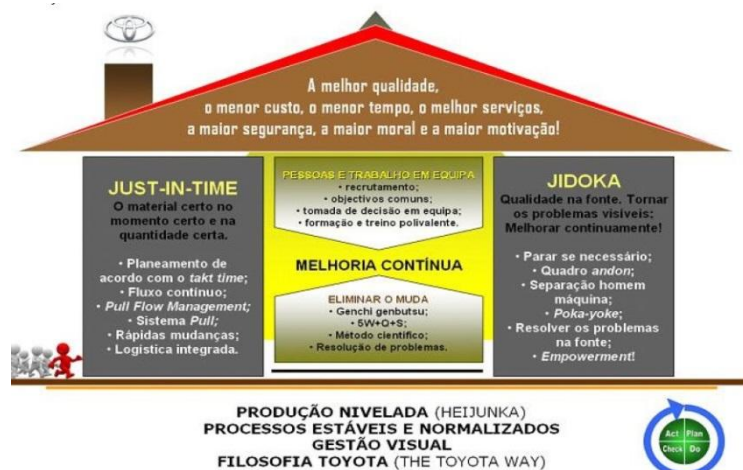 A melhor qualidade,
o menor custo, o menor tempo, o melhor serviços,
a maior segurança, a maior moral e a maior motivação!
JUST-IN-TIME
O material certo no
momento certo e na
quantidade certa.
• Planeamento de
acordo com o takt time;
• Fluxo contínuo;
• Pull Flow Management;
• Sistema Pull;
• Rápidas mudanças;
• Logística integrada.
PESSOAS E TRABALHO EM EQUIPA
• recrutamento;
• objectivos comuns;
• tomada de decisão em equipa;
• formação e treino polivalente.
MELHORIA CONTÍNUA
ELIMINAR O MUDA
• Genchi genbutsu;
• 5W+Q+S;
• Método científico;
• Resolução de problemas.
JIDOKA
Qualidade na fonte. Tornar
os problemas visíveis;
Melhorar continuamente!
• Parar se necessário;
• Quadro andon;
• Separação homem
máquina;
• Poka-yoke;
• Resolver os problemas
na fonte;
• Empowerment!
PRODUÇÃO NIVELADA (HEIJUNKA)
PROCESSOS ESTÁVEIS E NORMALIZADOS
GESTÃO VISUAL
FILOSOFIA TOYOTA (THE TOYOTA WAY)
Act Plan
Check Do